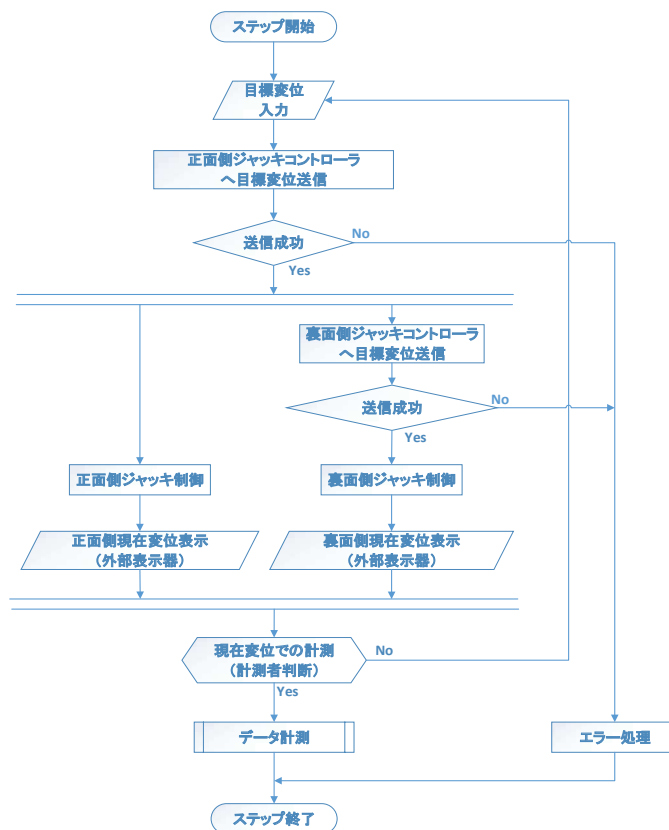 ステップ開始
目標変位
入力
正面側ジャッキコントローラ
へ目標変位送信
送信成功
No
Yes
裏面側ジャッキコントローラ
へ目標変位送信
送信成功
No
Yes
正面側ジャッキ制御
裏面側ジャッキ制御
正面側現在変位表示
(外部表示器)
裏面側現在変位表示
(外部表示器)
現在変位での計測
(計測者判断)
No
Yes
データ計測
エラー処理
ステップ終了